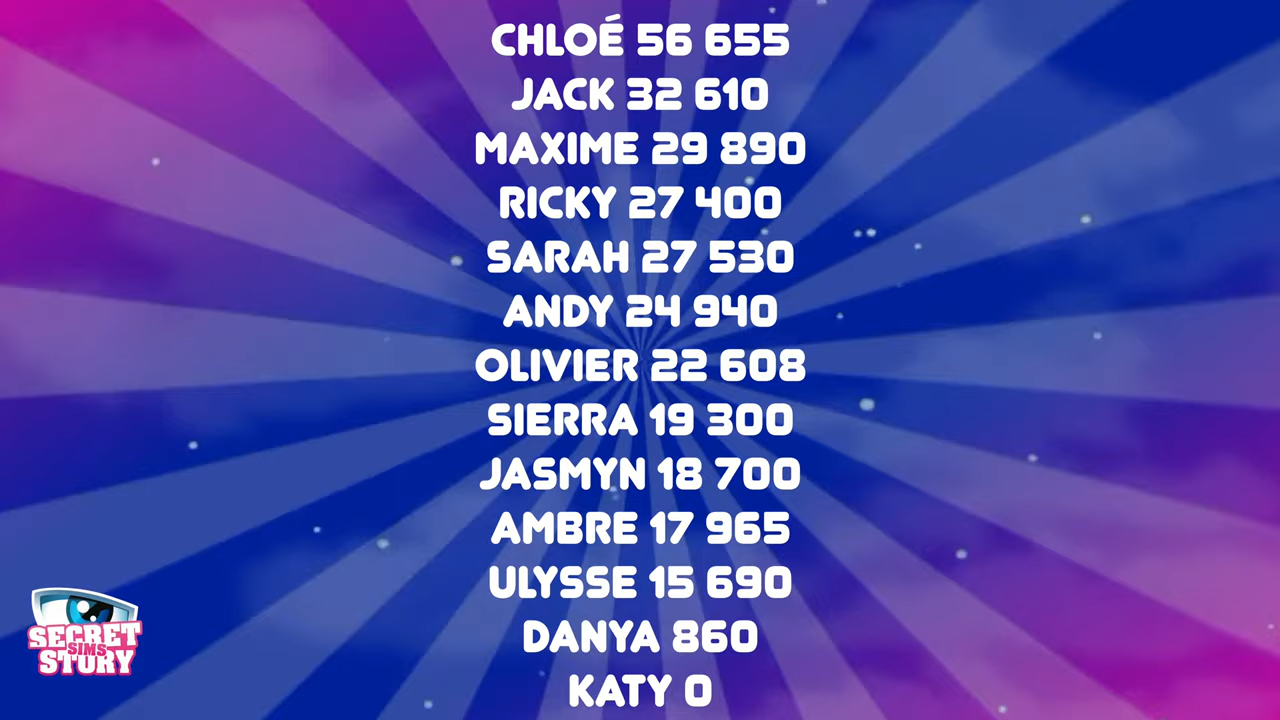 CHLOÉ 56 655
JACK 32 610
MAXIME 29 890
RICKY 27 400
SARAH 27 530
ANDY 24 940
OLIVIER 22 608
SIERRA 19 300
JASMYN 18 700
AMBRE 17 965
ULYSSE 15 690
DANYA 860
KATY 0
SECRET
SIMS
STORY